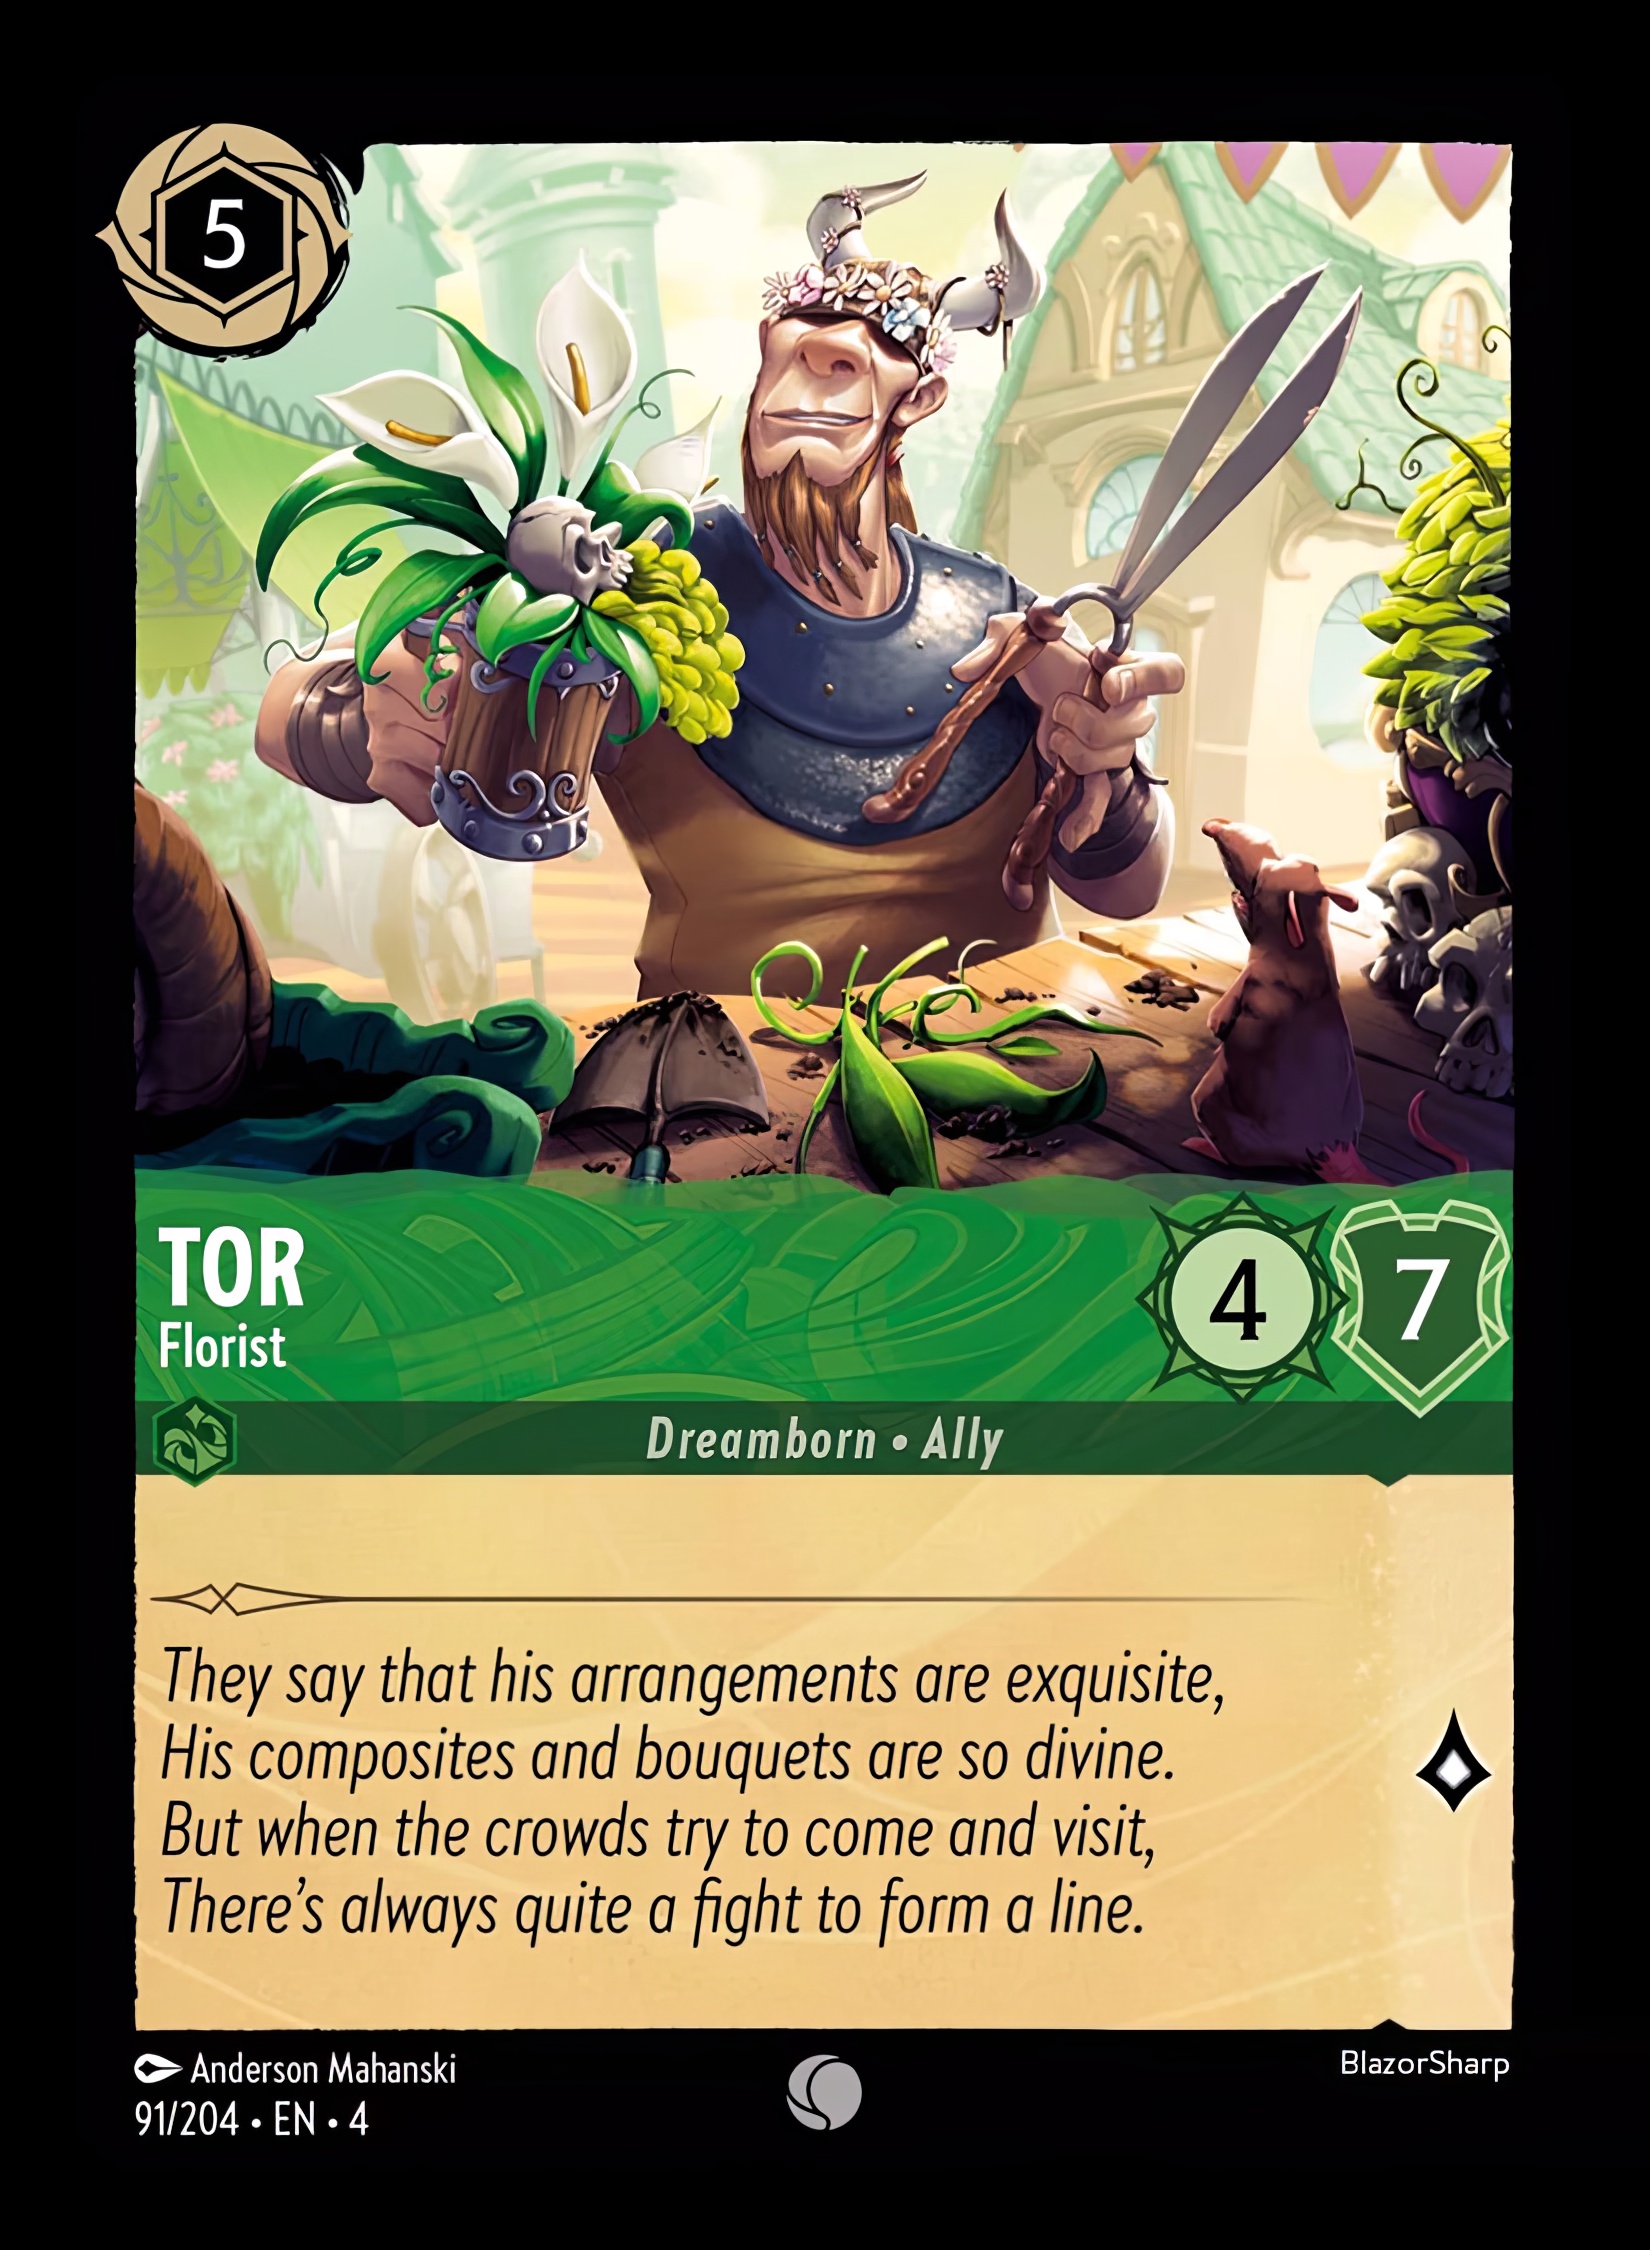 5
TOR
Florist
4
7
Dreamborn • Ally
They say that his arrangements are exquisite,
His composites and bouquets are so divine.
But when the crowds try to come and visit,
There's always quite a fight to form a line.
Anderson Mahanski
BlazorSharp
91/204 • EN • 4